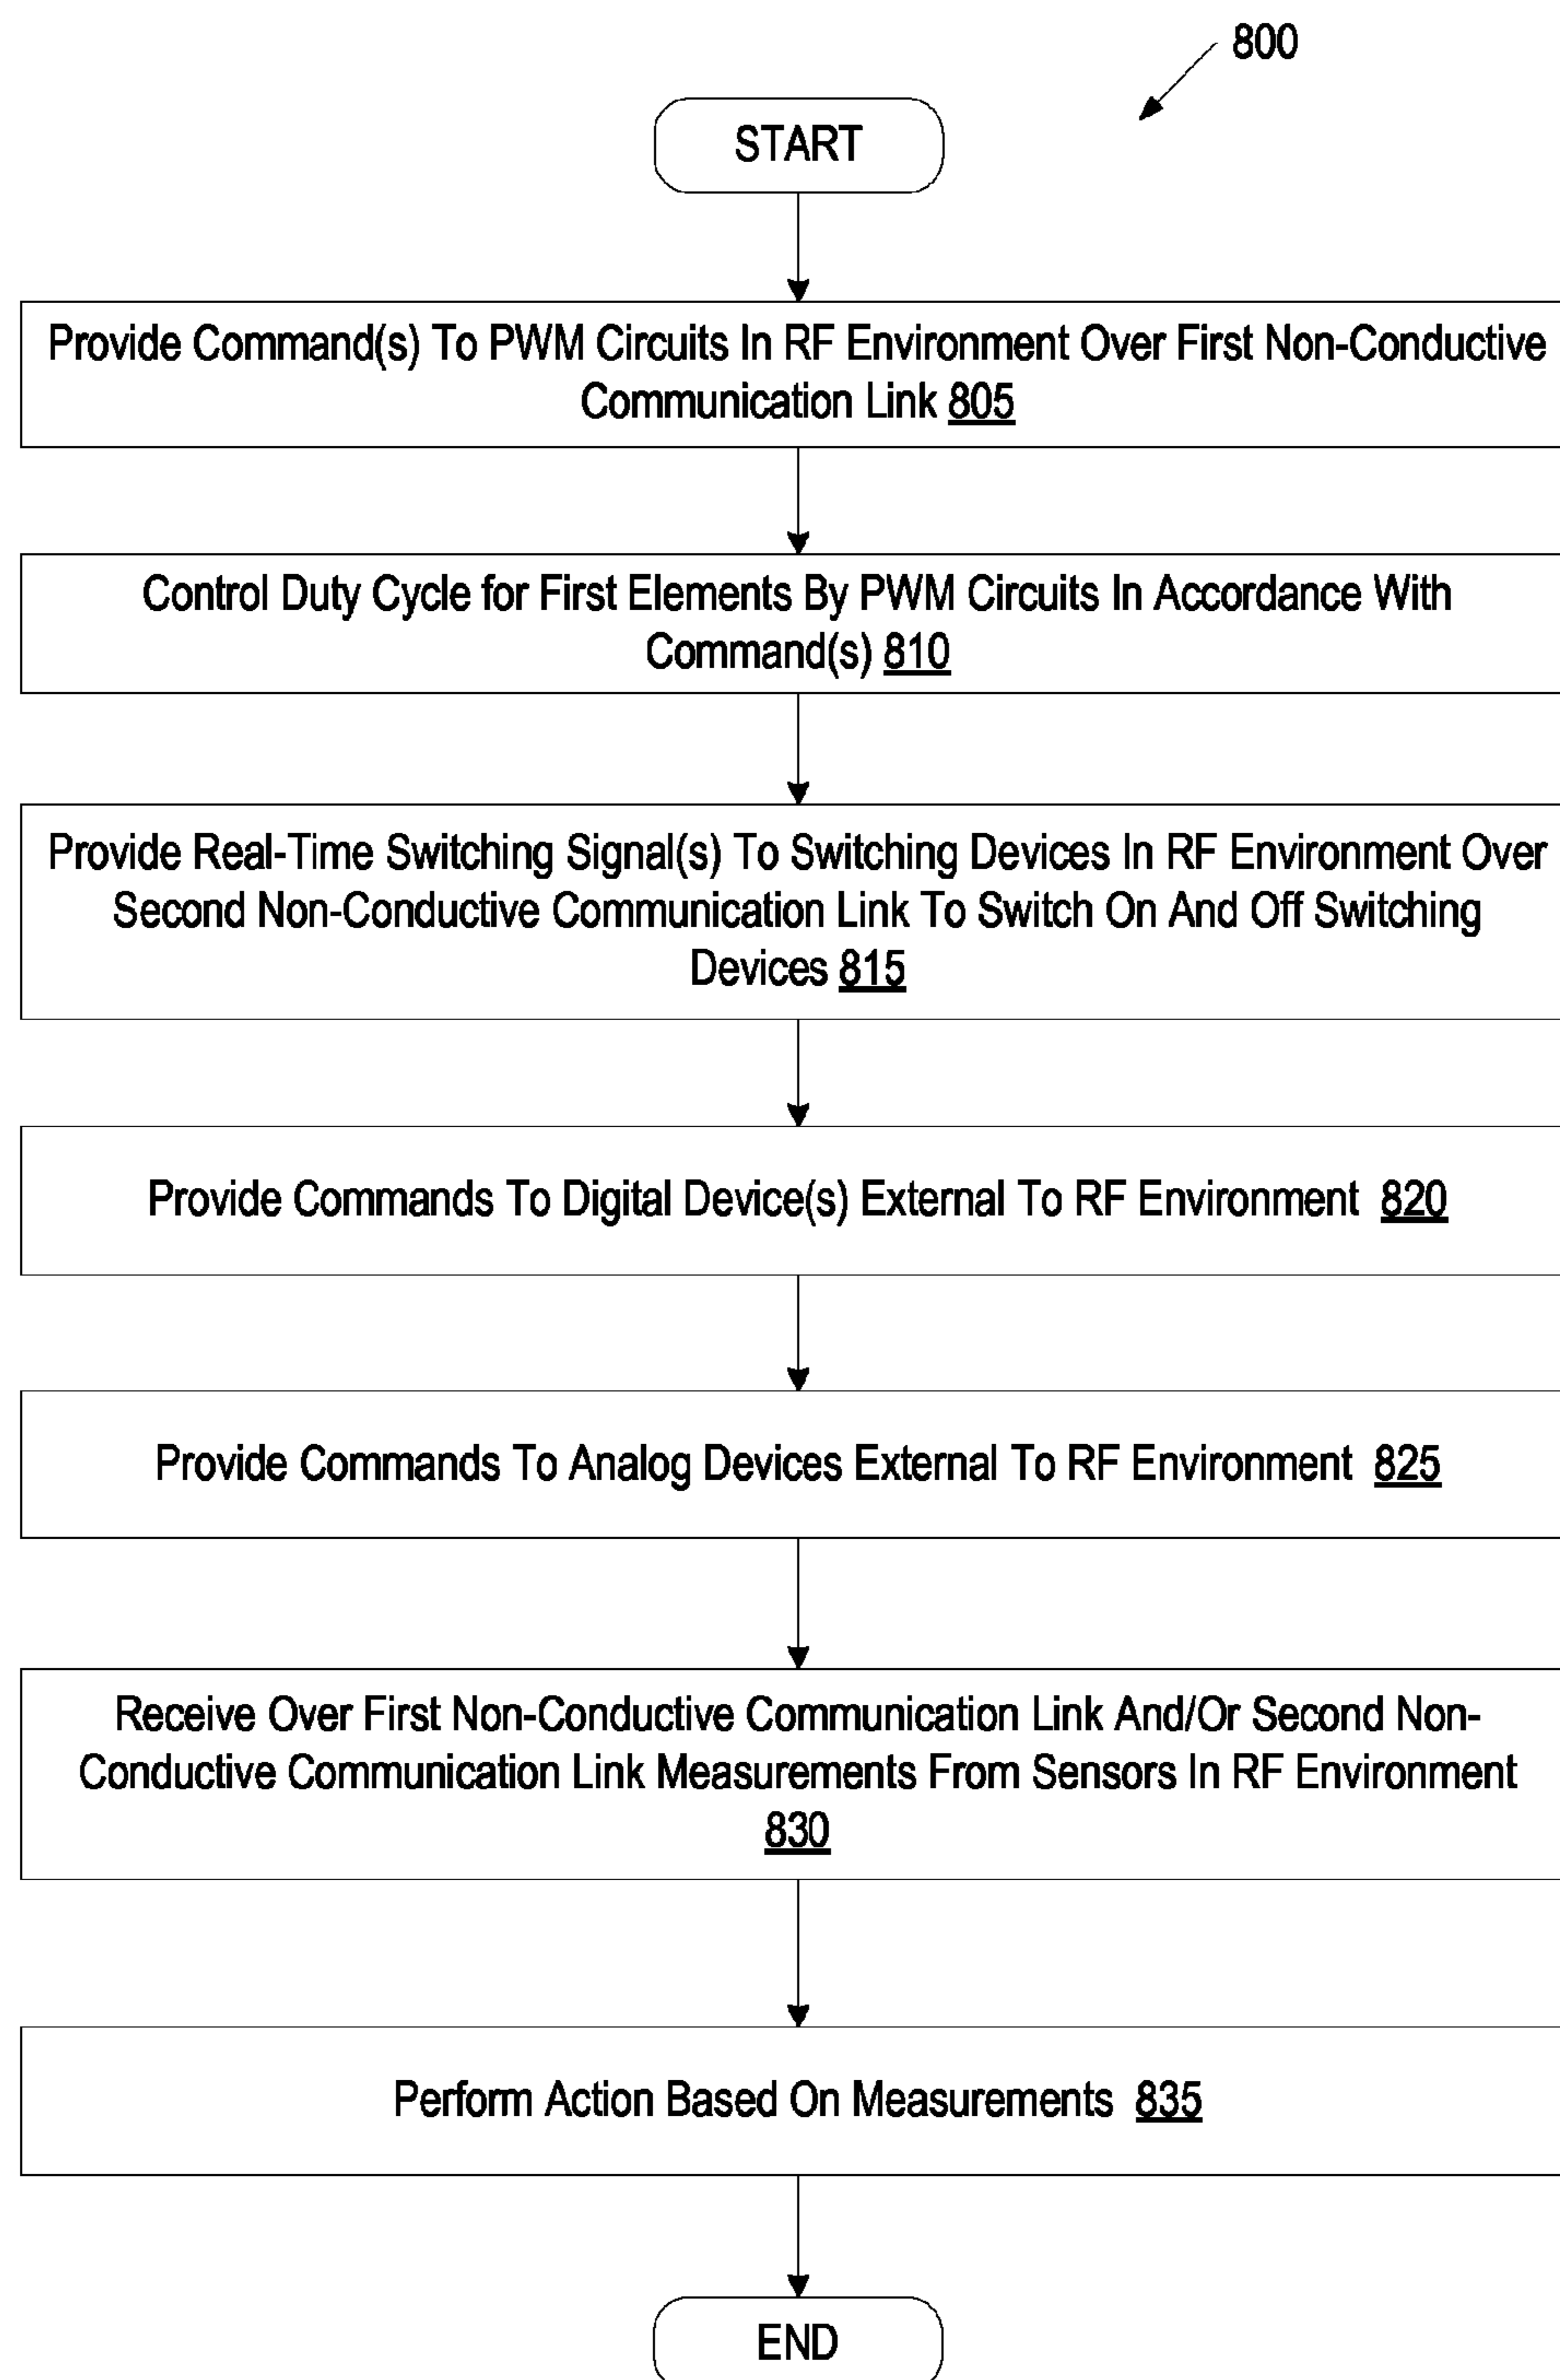 800
START
Provide Command(s) To PWM Circuits In RF Environment Over First Non-Conductive
Communication Link 805
Control Duty Cycle for First Elements By PWM Circuits In Accordance With
Command(s) 810
Provide Real-Time Switching Signal(s) To Switching Devices In RF Environment Over
Second Non-Conductive Communication Link To Switch On And Off Switching
Devices 815
Provide Commands To Digital Device(s) External To RF Environment 820
Provide Commands To Analog Devices External To RF Environment 825
Receive Over First Non-Conductive Communication Link And/Or Second Non-
Conductive Communication Link Measurements From Sensors In RF Environment
830
Perform Action Based On Measurements 835
END